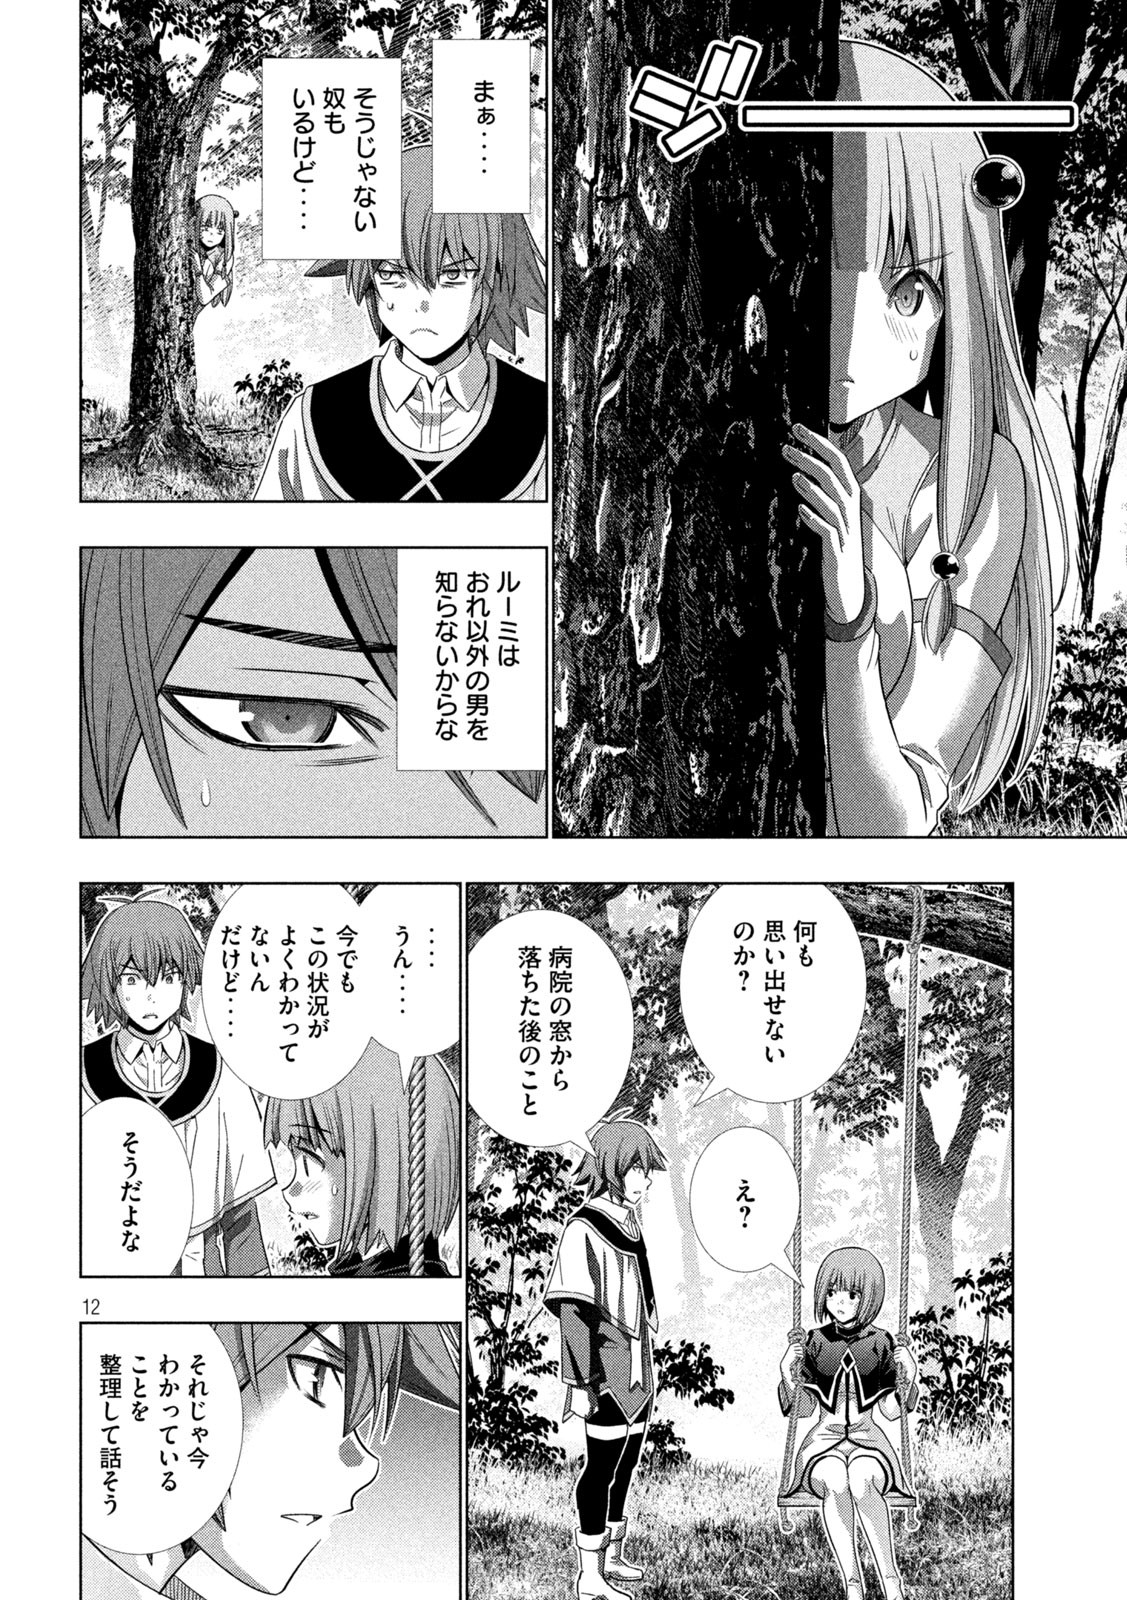 ジーッ
まぁ‥‥
そうじゃない
奴も
いるけど‥‥
ルーミは
おれ以外の男を
知らないからな
何も
思い出せない
のか?
病院の窓から
落ちた後のこと
え?
‥‥
うん‥‥
今でも
この状況が
よくわかって
ないん
だけど‥‥
そうだよな
それじゃ今
わかっている
ことを
整理して話そう
12